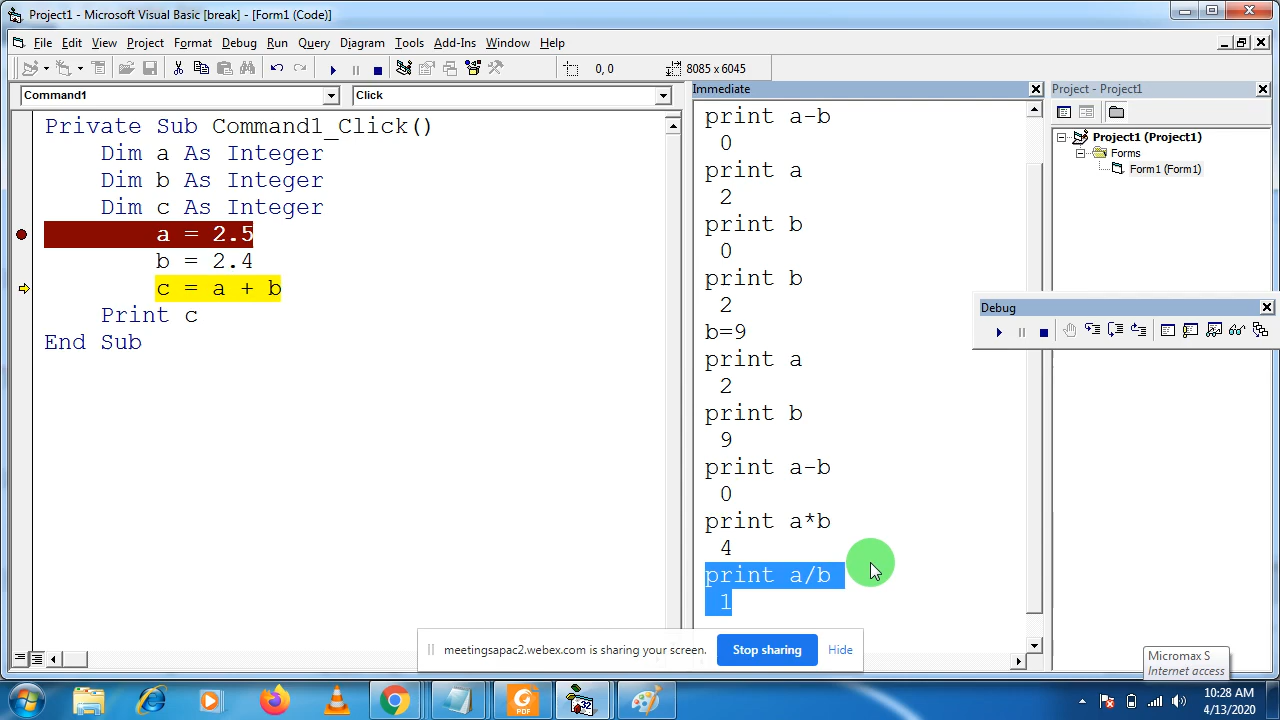 Project1 - Microsoft Visual Basic [break] - [Form1 (Code)]
File Edit View Project Format Debug Run Query Diagram Tools Add-Ins Window Help
0, 0 8085 x 6045
Command1 Click
Private Sub Command1_Click()
Dim a As Integer
Dim b As Integer
Dim c As Integer
a = 2.5
b = 2.4
c = a + b
Print c
End Sub
Immediate
print a-b
0
print a
2
print b
0
print b
2
b=9
print a
2
print b
9
print a-b
0
print a*b
4
print a/b
1
Project - Project1
Project1 (Project1)
Forms
Form1 (Form1)
Debug
meetingsapac2.webex.com is sharing your screen. Stop sharing Hide
Micromax S
Internet access
32
PDF
10:28 AM
4/13/2020